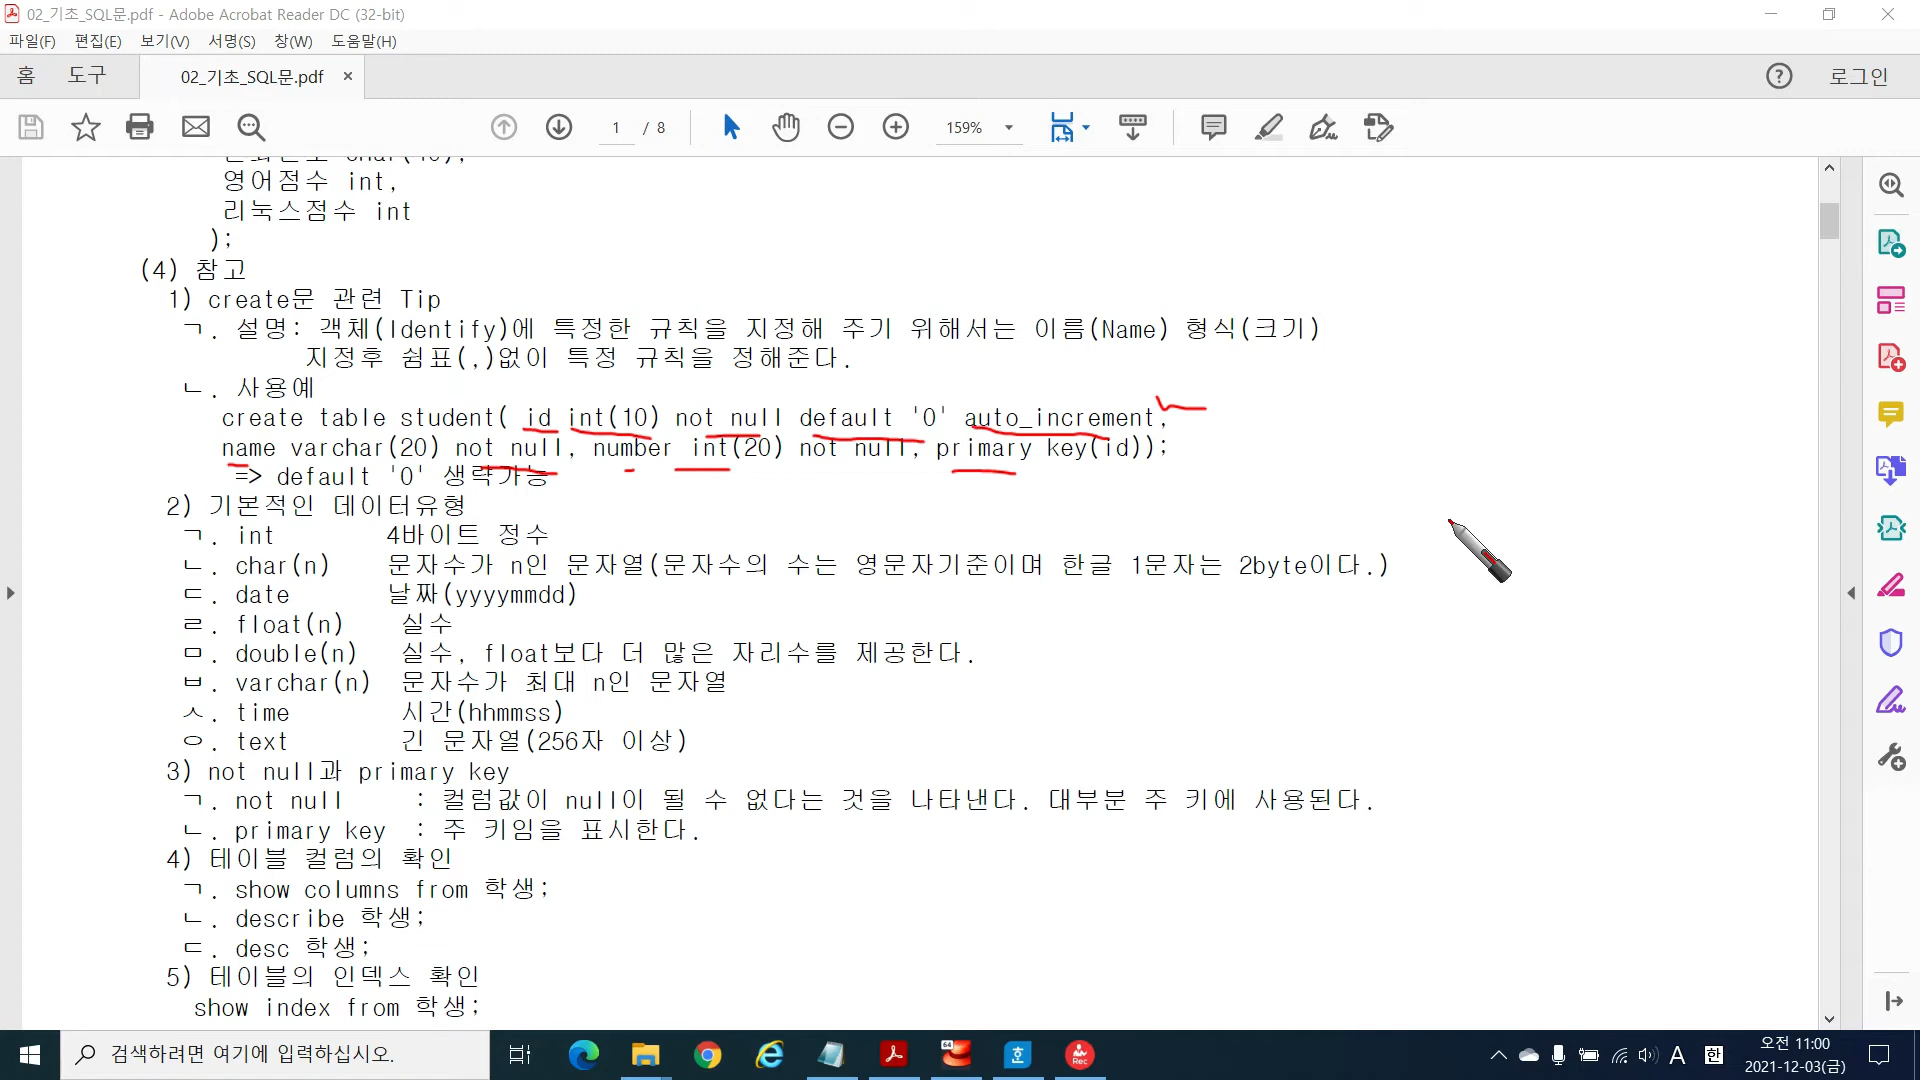 02_기초_SQL문.pdf - Adobe Acrobat Reader DC (32-bit)
파일(F) 편집(E) 보기(V) 서명(S) 창(W) 도움말(H)
홈 도구 02_기초_SQL문.pdf × 로그인
1 / 8 159%
영어점수 int,
리눅스점수 int
);
(4) 참고
1) create문 관련 Tip
ㄱ. 설명: 객체(Identify)에 특정한 규칙을 지정해 주기 위해서는 이름(Name) 형식(크기)
지정후 쉼표(,)없이 특정 규칙을 정해준다.
ㄴ. 사용예
create table student( id int(10) not null default '0' auto_increment,
name varchar(20) not null, number int(20) not null, primary key(id));
=> default '0' 생략가능
2) 기본적인 데이터유형
ㄱ. int 4바이트 정수
ㄴ. char(n) 문자수가 n인 문자열(문자수의 수는 영문자기준이며 한글 1문자는 2byte이다.)
ㄷ. date 날짜(yyyymmdd)
ㄹ. float(n) 실수
ㅁ. double(n) 실수, float보다 더 많은 자리수를 제공한다.
ㅂ. varchar(n) 문자수가 최대 n인 문자열
ㅅ. time 시간(hhmmss)
ㅇ. text 긴 문자열(256자 이상)
3) not null과 primary key
ㄱ. not null : 컬럼값이 null이 될 수 없다는 것을 나타낸다. 대부분 주 키에 사용된다.
ㄴ. primary key : 주 키임을 표시한다.
4) 테이블 컬럼의 확인
ㄱ. show columns from 학생;
ㄴ. describe 학생;
ㄷ. desc 학생;
5) 테이블의 인덱스 확인
show index from 학생;
검색하려면 여기에 입력하십시오.
64
호
Rec
A 한
오전 11:00
2021-12-03(금)